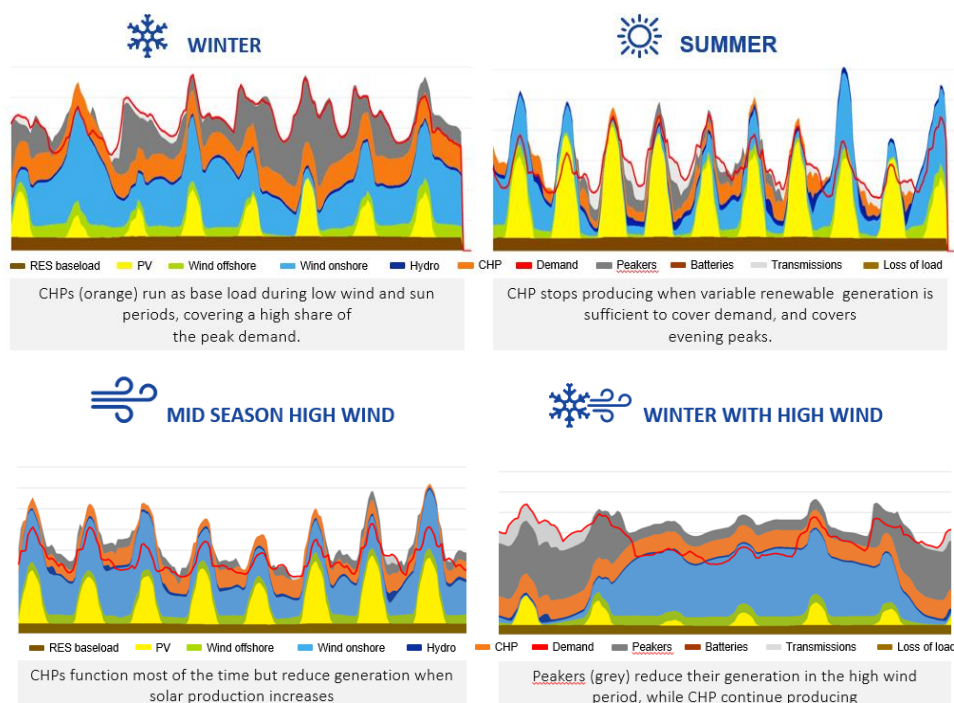 WINTER
SUMMER
RES baseload PV Wind offshore Wind onshore Hydro CHP Demand Peakers Batteries Transmissions Loss of load
CHPs (orange) run as base load during low wind and sun
periods, covering a high share of
the peak demand.
CHP stops producing when variable renewable generation is
sufficient to cover demand, and covers
evening peaks.
MID SEASON HIGH WIND
WINTER WITH HIGH WIND
RES baseload PV Wind offshore Wind onshore Hydro CHP Demand Peakers Batteries Transmissions Loss of load
CHPs function most of the time but reduce generation when
solar production increases
Peakers (grey) reduce their generation in the high wind
period, while CHP continue producing